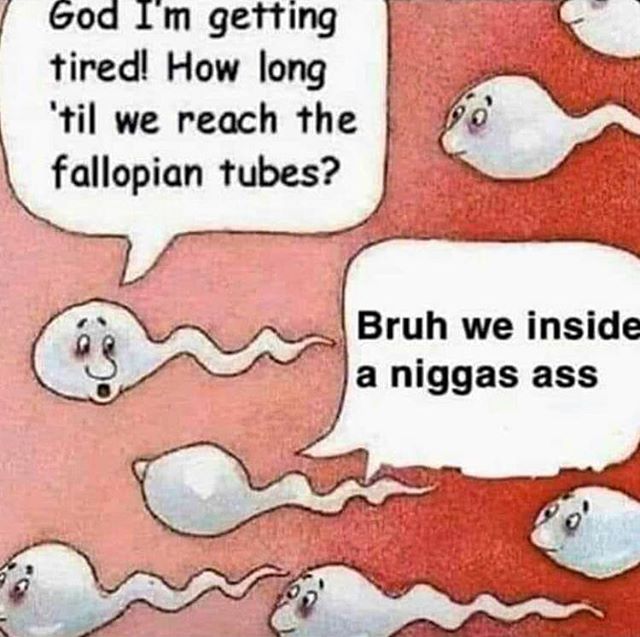 God I'm getting
tired! How long
'til we reach the
fallopian tubes?
Bruh we inside
a niggas ass